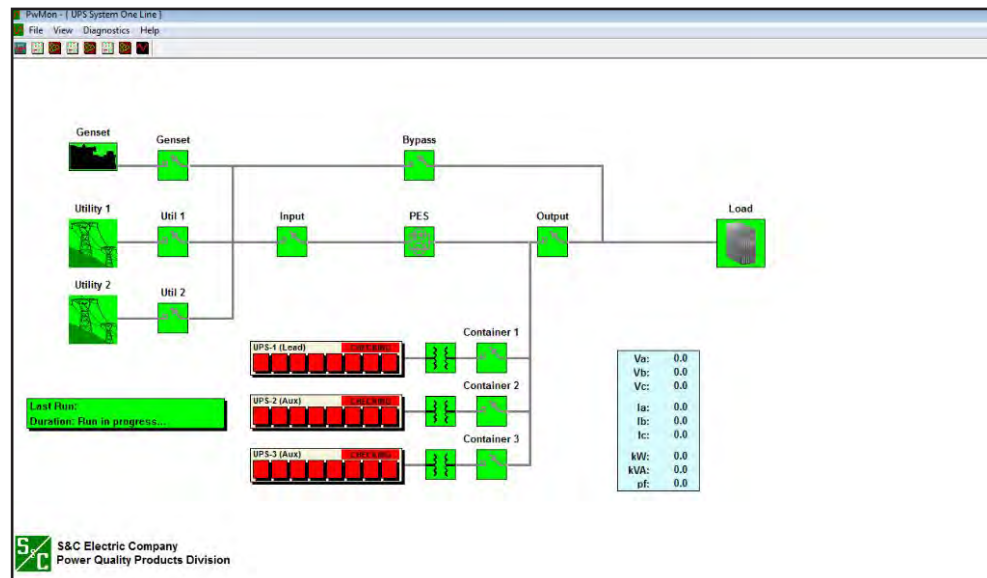 PwMon - [ UPS System One Line ]
File View Diagnostics Help
Genset
Genset
Bypass
Utility 1
Util 1
Input
PES
Output
Load
Utility 2
Util 2
Container 1
UPS-1 (Lead) CHECKING
Container 2
UPS-2 (Aux) CHECKING
Container 3
UPS-3 (Aux) CHECKING
Last Run:
Duration: Run in progress...
Va: 0.0
Vb: 0.0
Vc: 0.0
Ia: 0.0
Ib: 0.0
Ic: 0.0
kW: 0.0
kVA: 0.0
pf: 0.0
S&C
S&C Electric Company
Power Quality Products Division